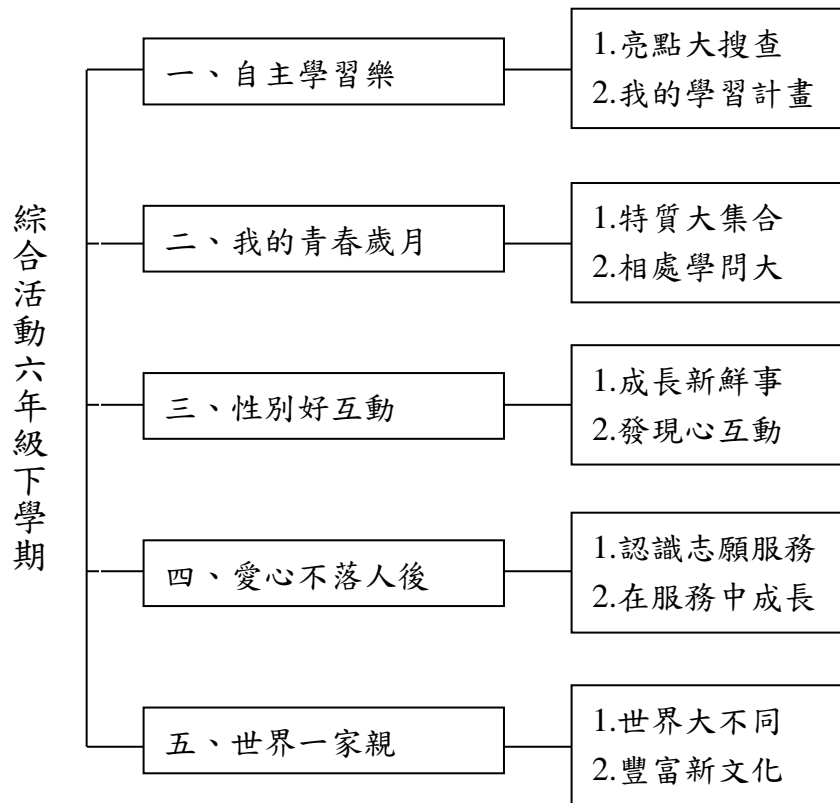 綜合活動六年級下學期
一、自主學習樂
1.亮點大搜查
2.我的學習計畫
二、我的青春歲月
1.特質大集合
2.相處學問大
三、性別好互動
1.成長新鮮事
2.發現心互動
四、愛心不落人後
1.認識志願服務
2.在服務中成長
五、世界一家親
1.世界大不同
2.豐富新文化